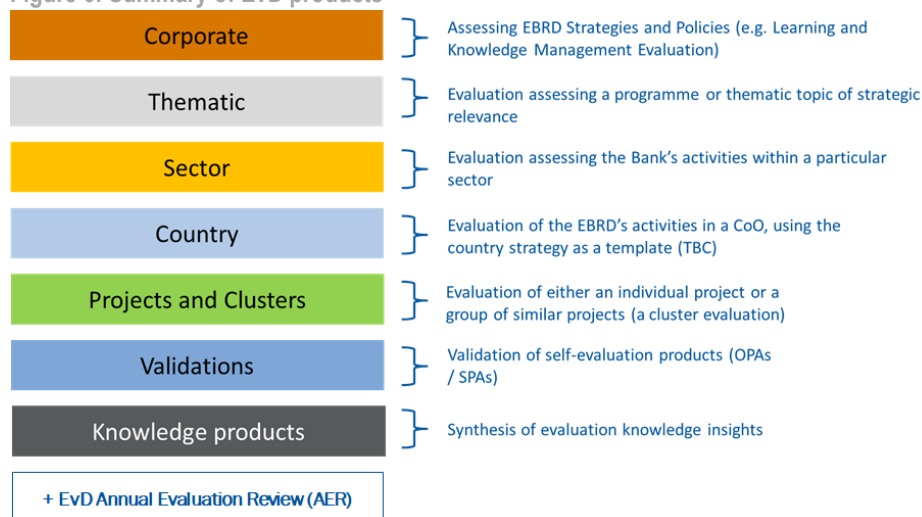 Corporate
Assessing EBRD Strategies and Policies (e.g. Learning and
Knowledge Management Evaluation)
Thematic
Evaluation assessing a programme or thematic topic of strategic
relevance
Sector
Evaluation assessing the Bank's activities within a particular
sector
Country
Evaluation of the EBRD's activities in a CoO, using the
country strategy as a template (TBC)
Projects and Clusters
Evaluation of either an individual project or a
group of similar projects (a cluster evaluation)
Validations
Validation of self-evaluation products (OPAs
/ SPAs)
Knowledge products
Synthesis of evaluation knowledge insights
+ EvD Annual Evaluation Review (AER)